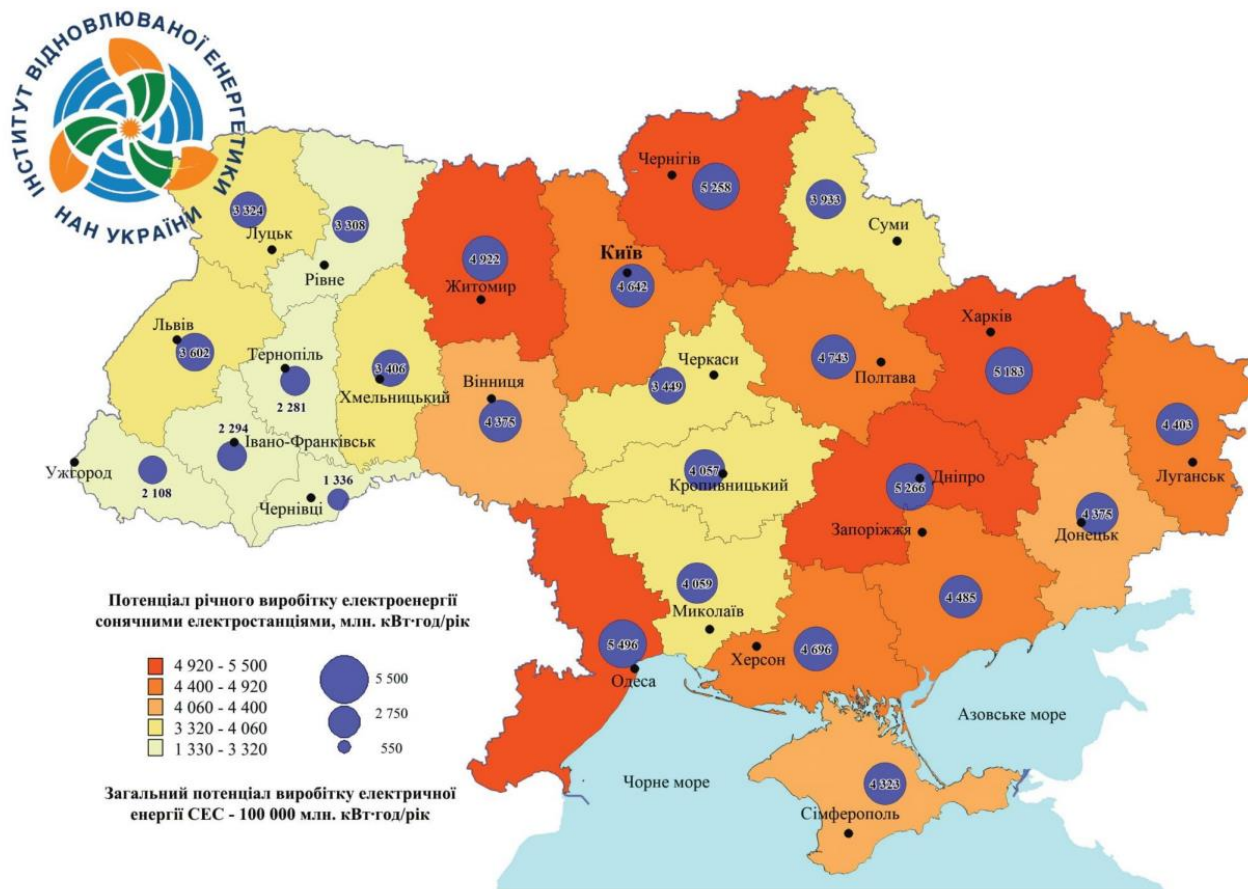 ІНСТИТУТ ВІДНОВЛЮВАНОЇ ЕНЕРГЕТИКИ
НАН УКРАЇНИ
Чернігів
5 258
3 933
Суми
3 324
Луцьк
3 308
Рівне
4 922
Житомир
Київ
4 642
Львів
3 602
Тернопіль
2 281
3 406
Хмельницький
Вінниця
4 375
Черкаси
3 449
4 743
Полтава
Харків
5 183
4 403
Луганськ
2 294
Івано-Франківськ
Ужгород
2 108
1 336
Чернівці
4 057
Кропивницький
5 266
Дніпро
Запоріжжя
4 375
Донецьк
4 059
Миколаїв
4 485
5 496
Одеса
Херсон
4 696
Азовське море
Чорне море
4 323
Сімферополь
Потенціал річного виробітку електроенергії
сонячними електростанціями, млн. кВт·год/рік
4 920 - 5 500
4 400 - 4 920
4 060 - 4 400
3 320 - 4 060
1 330 - 3 320
5 500
2 750
550
Загальний потенціал виробітку електричної
енергії СЕС - 100 000 млн. кВт·год/рік